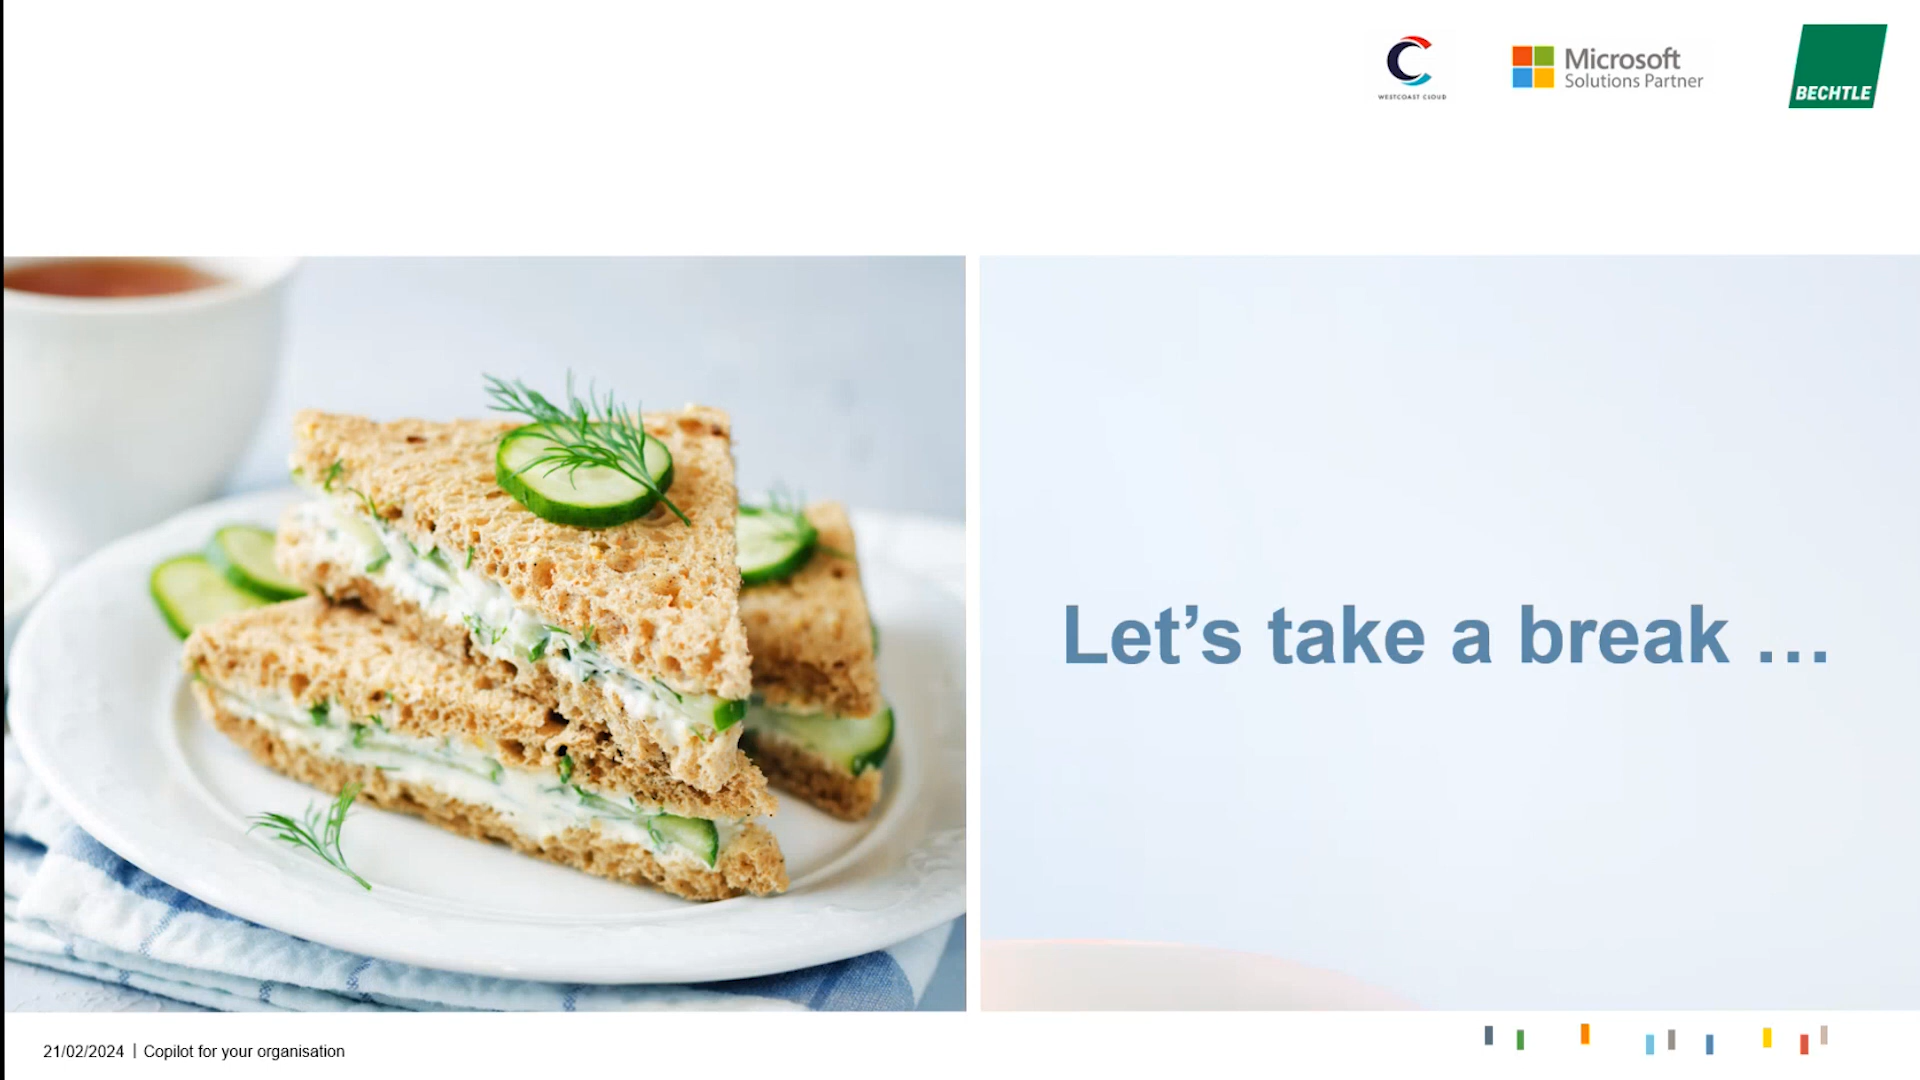 WESTCOAST CLOUD
Microsoft
Solutions Partner
BECHTLE
Let’s take a break …
21/02/2024 | Copilot for your organisation